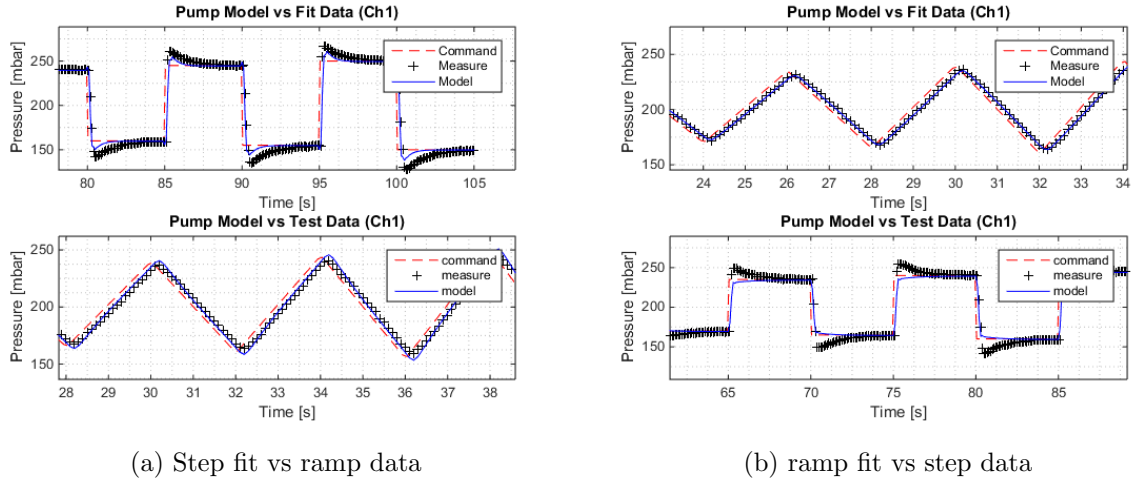 Pump Model vs Fit Data (Ch1)
Pressure [mbar]
250
200
150
Command
Measure
Model
80 85 90 95 100 105
Time [s]
Pump Model vs Test Data (Ch1)
Pressure [mbar]
250
200
150
command
measure
model
28 29 30 31 32 33 34 35 36 37 38
Time [s]
(a) Step fit vs ramp data
Pump Model vs Fit Data (Ch1)
Pressure [mbar]
250
200
150
Command
Measure
Model
24 25 26 27 28 29 30 31 32 33 34
Time [s]
Pump Model vs Test Data (Ch1)
Pressure [mbar]
250
200
150
command
measure
model
65 70 75 80 85
Time [s]
(b) ramp fit vs step data